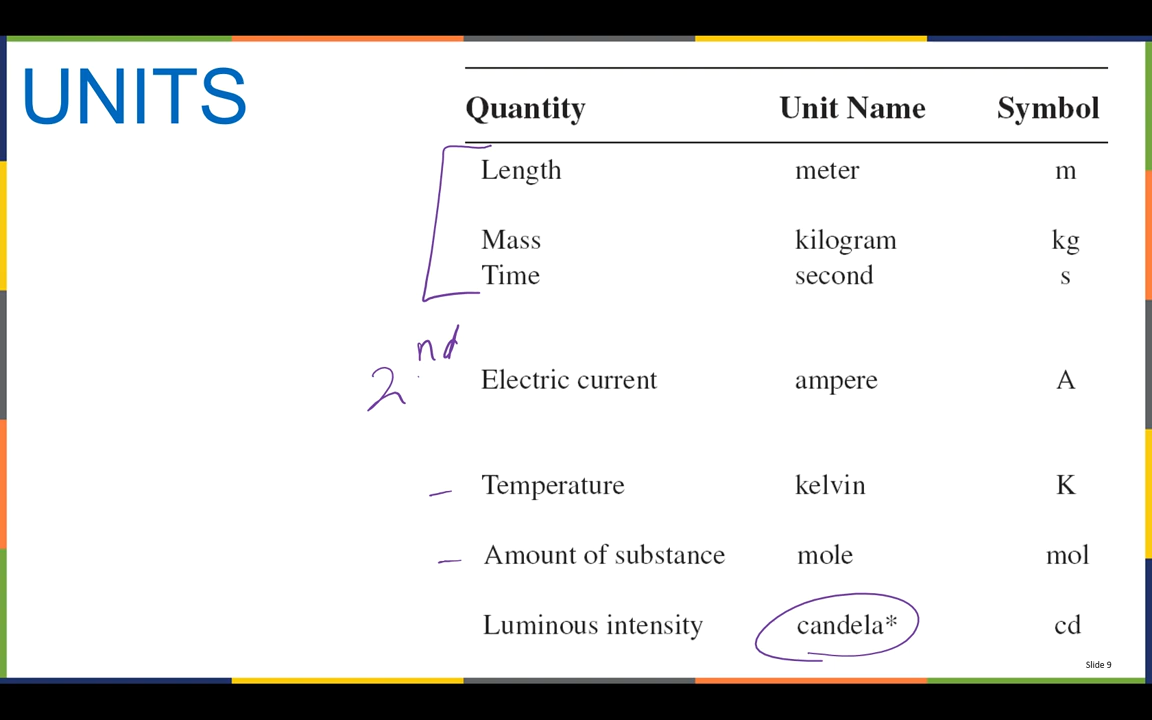 UNITS
Quantity Unit Name Symbol
Length meter m
Mass kilogram kg
Time second s
2nd
Electric current ampere A
Temperature kelvin K
Amount of substance mole mol
Luminous intensity candela* cd
Slide 9